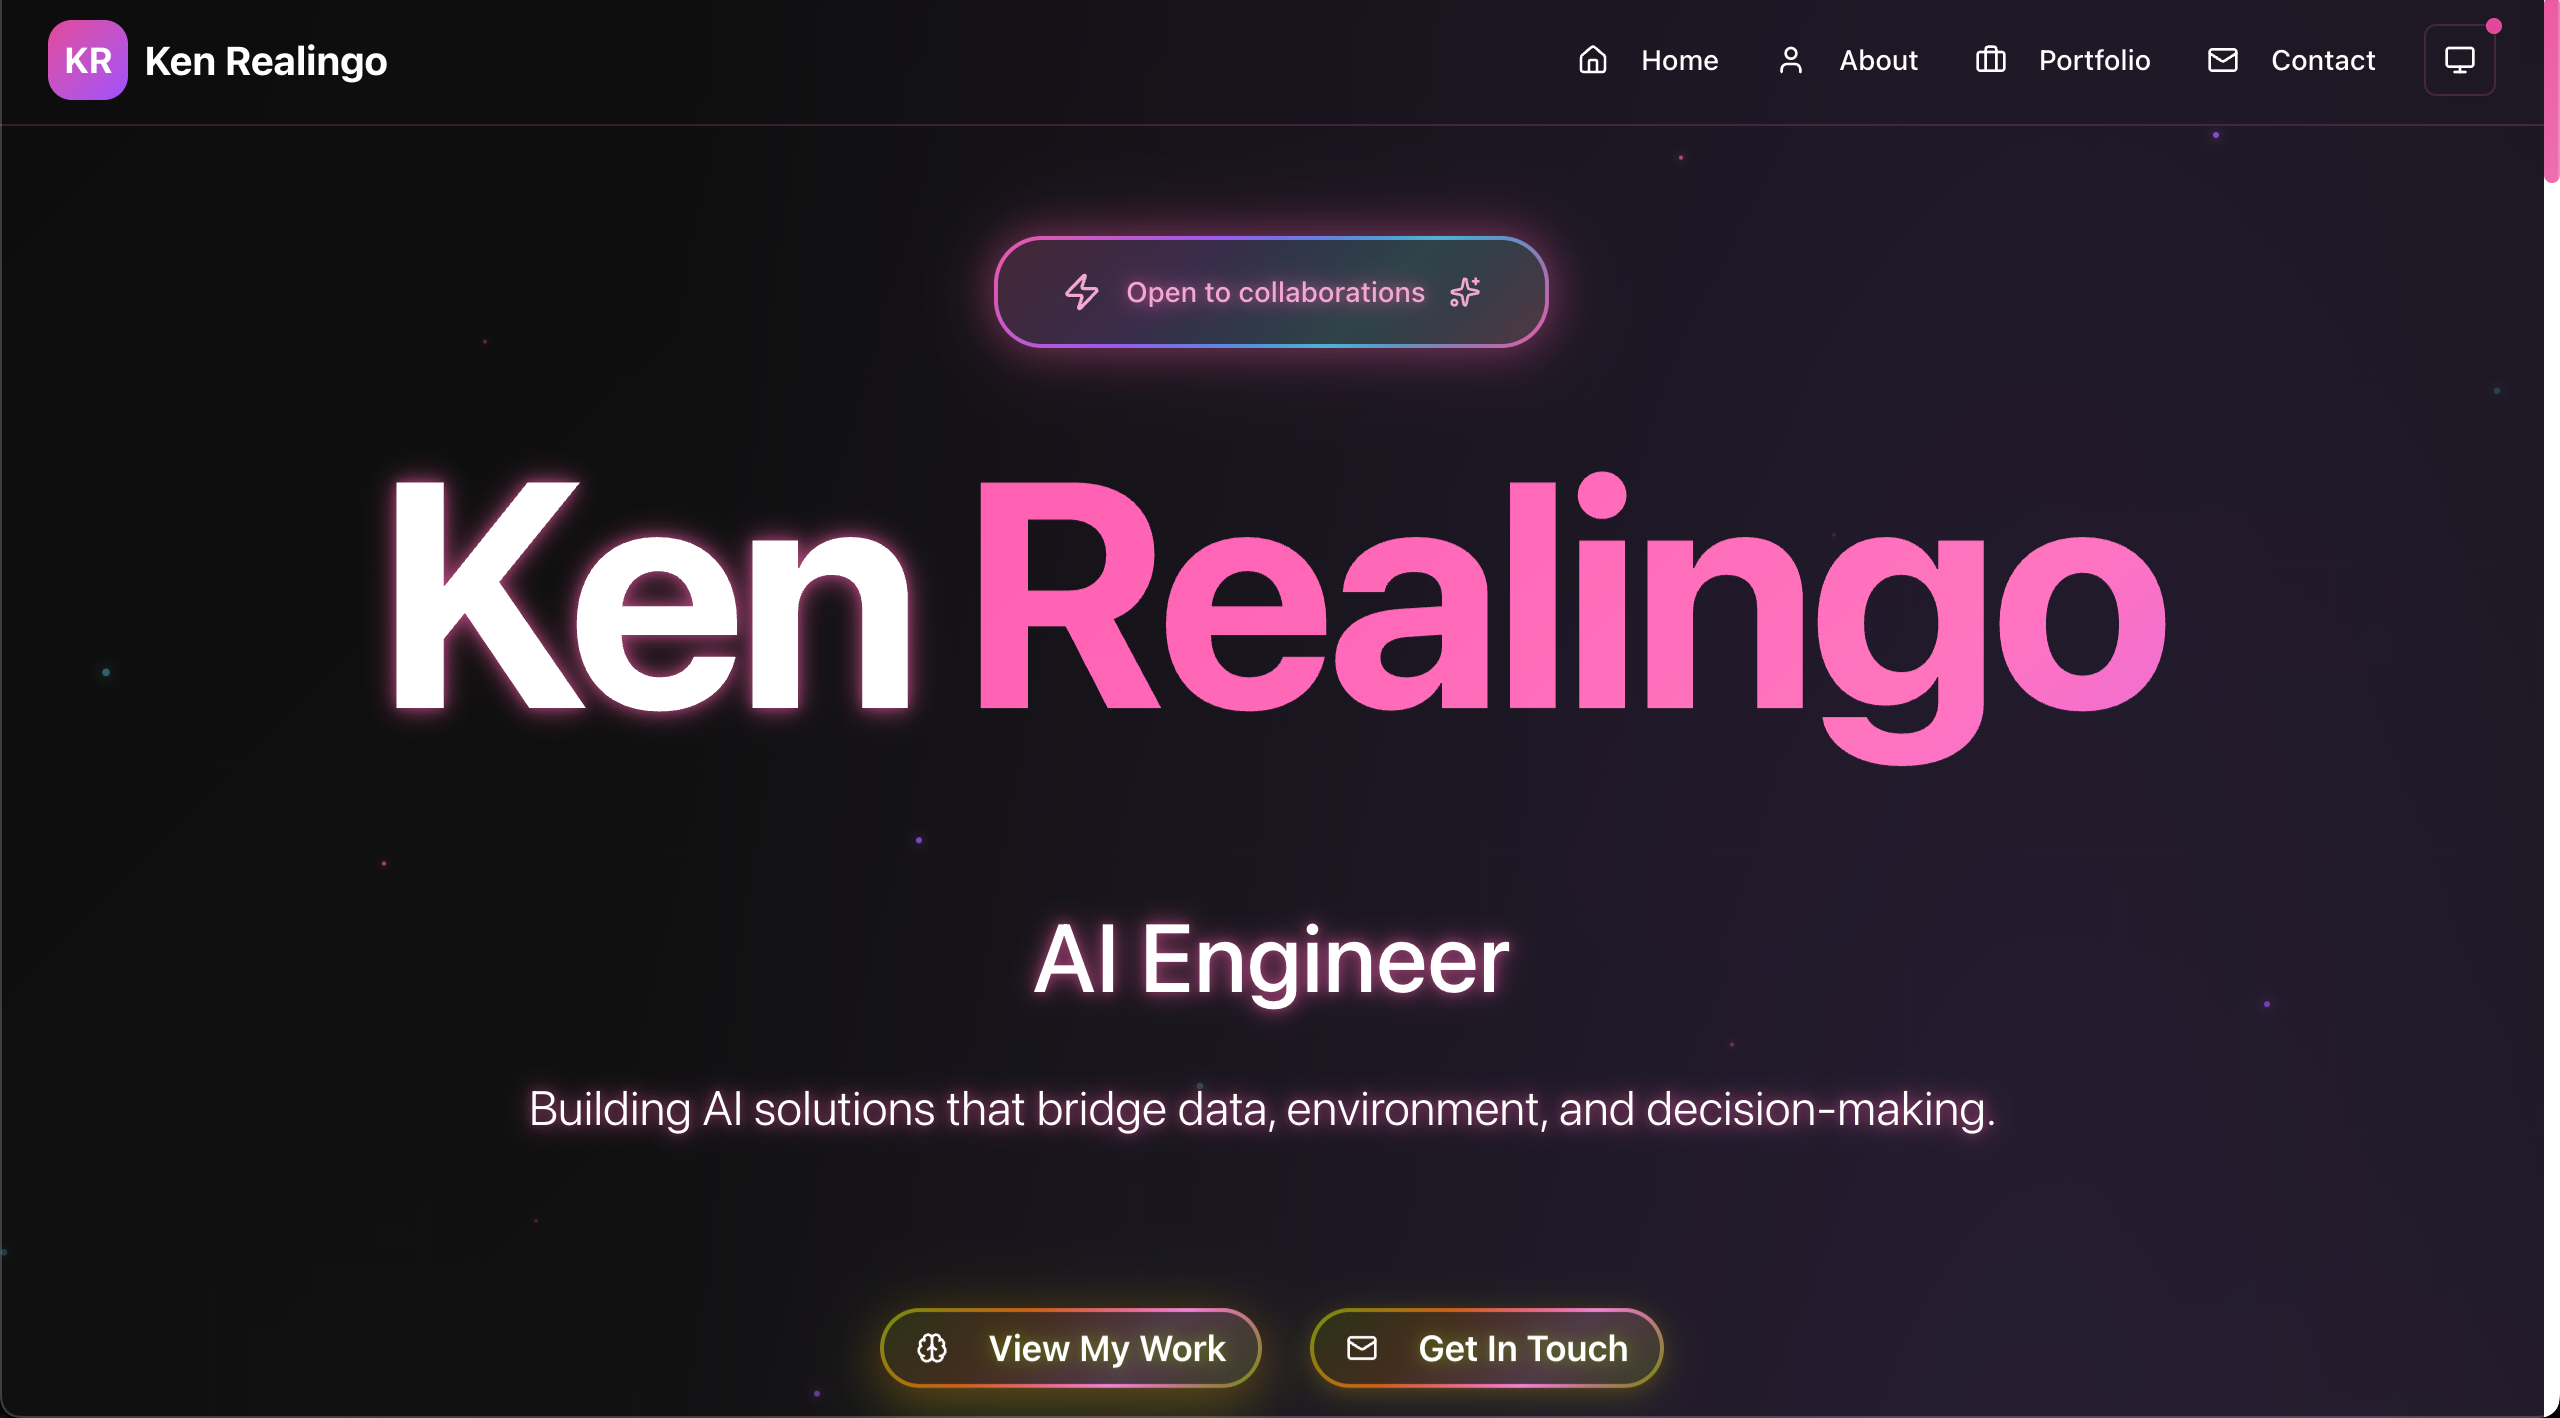 KR Ken Realingo Home About Portfolio Contact
Open to collaborations
Ken Realingo
AI Engineer
Building AI solutions that bridge data, environment, and decision-making.
View My Work Get In Touch